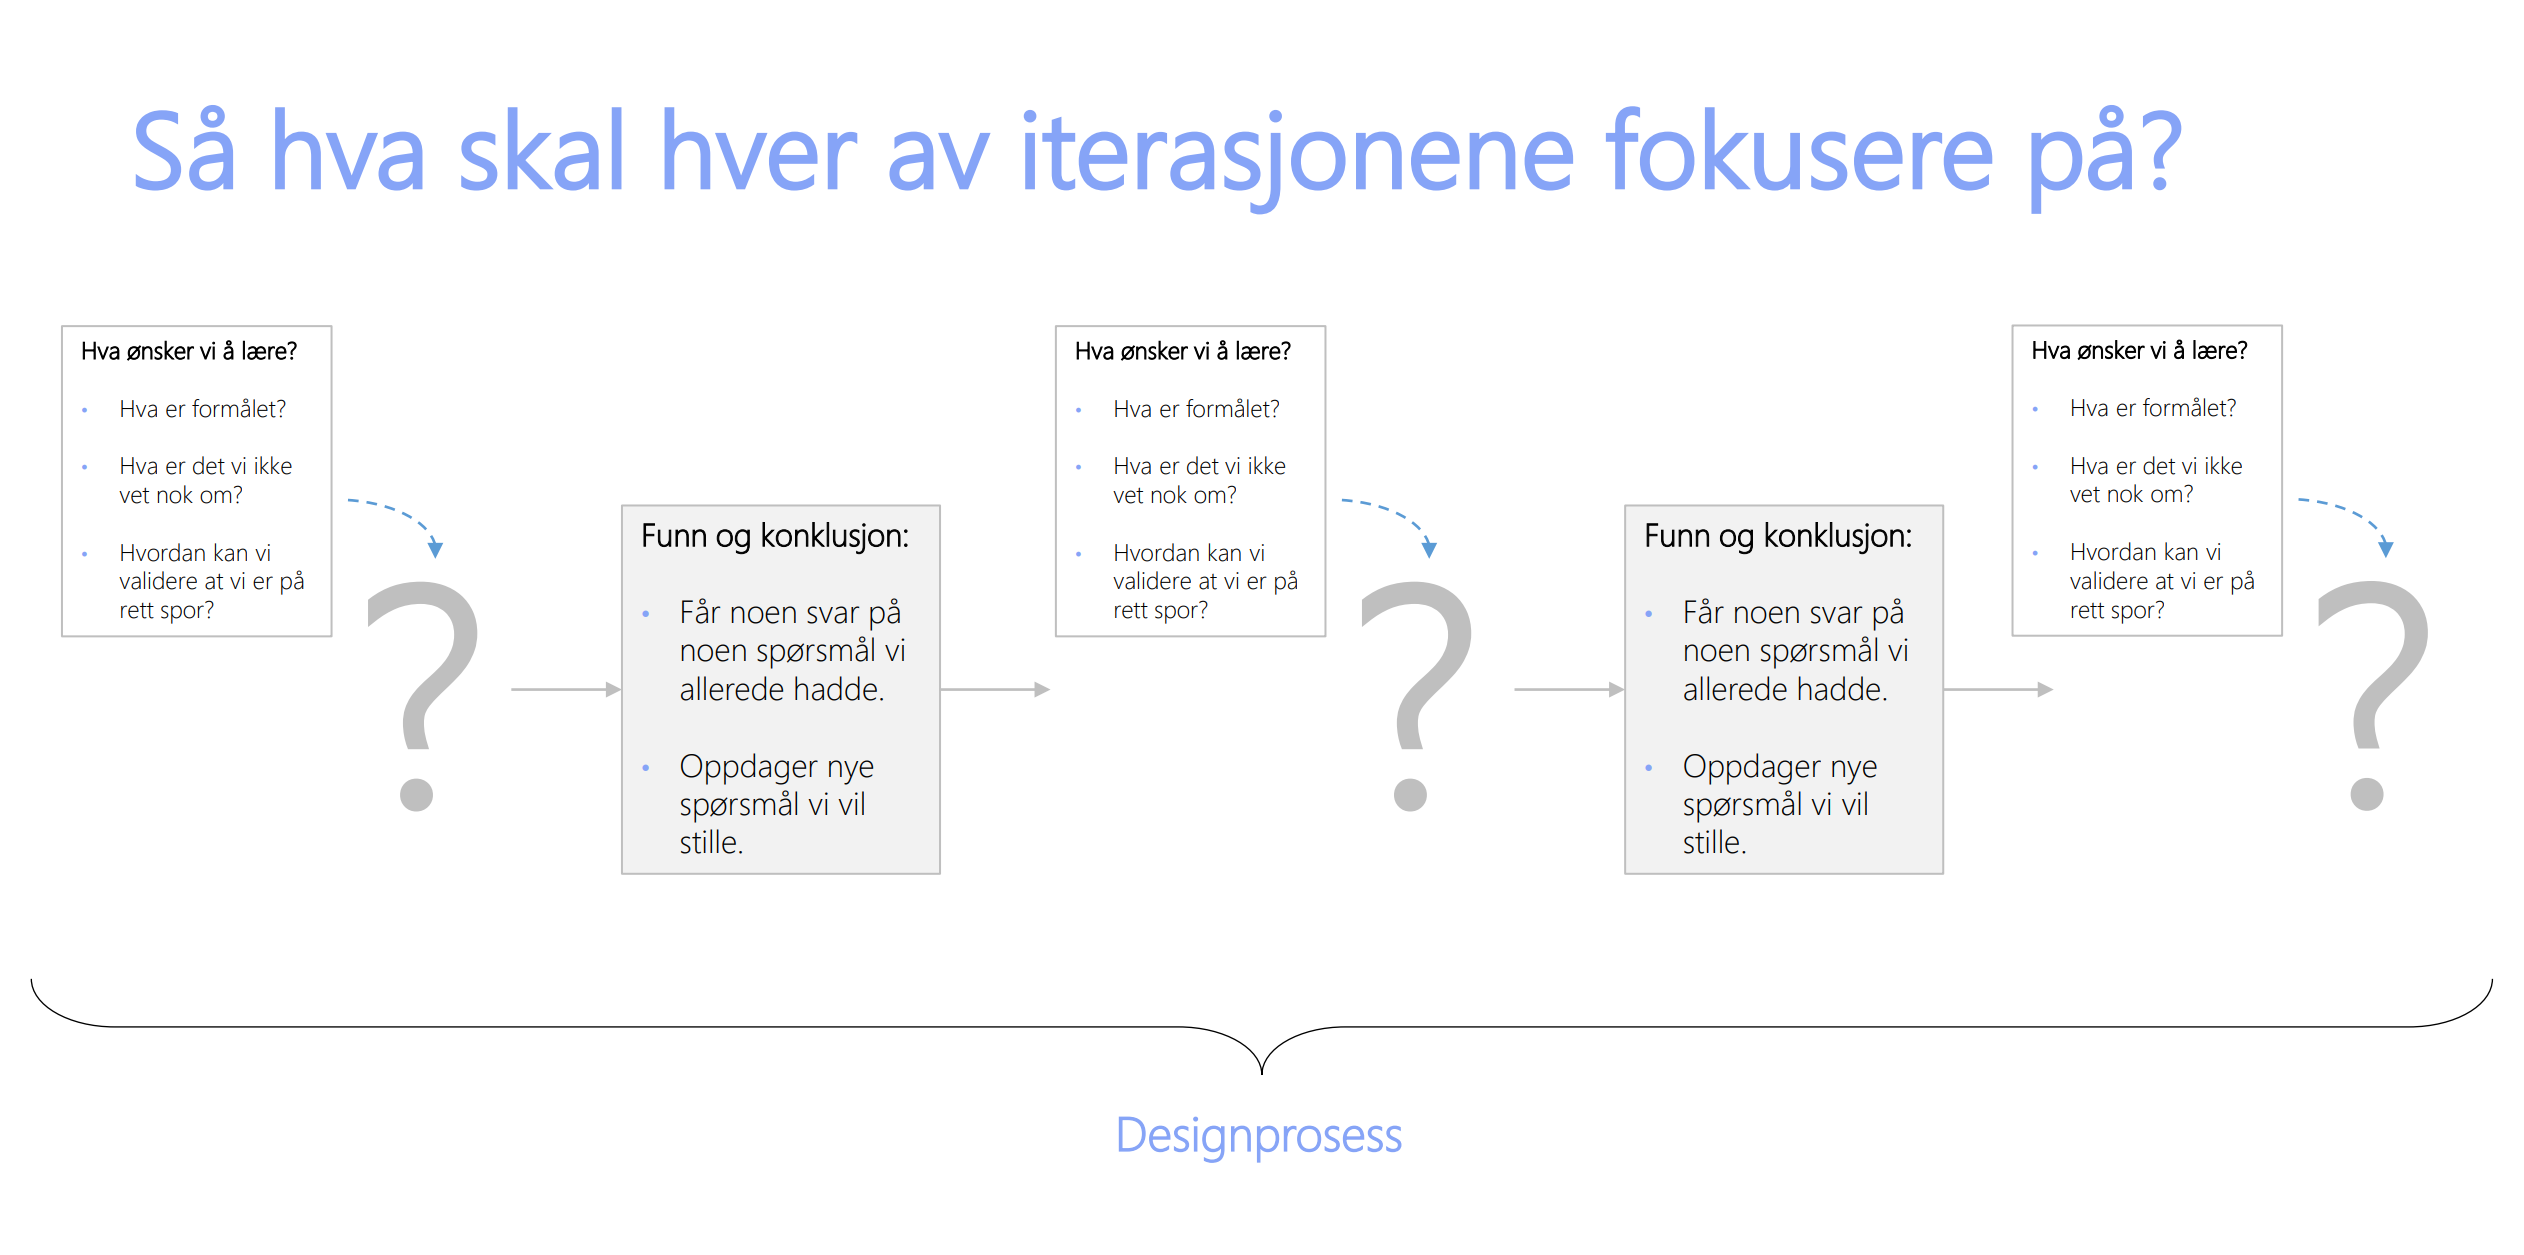 Så hva skal hver av iterasjonene fokusere på?
Hva ønsker vi å lære?
• Hva er formålet?
• Hva er det vi ikke
vet nok om?
• Hvordan kan vi
validere at vi er på
rett spor?
?
Funn og konklusjon:
• Får noen svar på
noen spørsmål vi
allerede hadde.
• Oppdager nye
spørsmål vi vil
stille.
Hva ønsker vi å lære?
• Hva er formålet?
• Hva er det vi ikke
vet nok om?
• Hvordan kan vi
validere at vi er på
rett spor?
?
Funn og konklusjon:
• Får noen svar på
noen spørsmål vi
allerede hadde.
• Oppdager nye
spørsmål vi vil
stille.
Hva ønsker vi å lære?
• Hva er formålet?
• Hva er det vi ikke
vet nok om?
• Hvordan kan vi
validere at vi er på
rett spor?
?
Designprosess